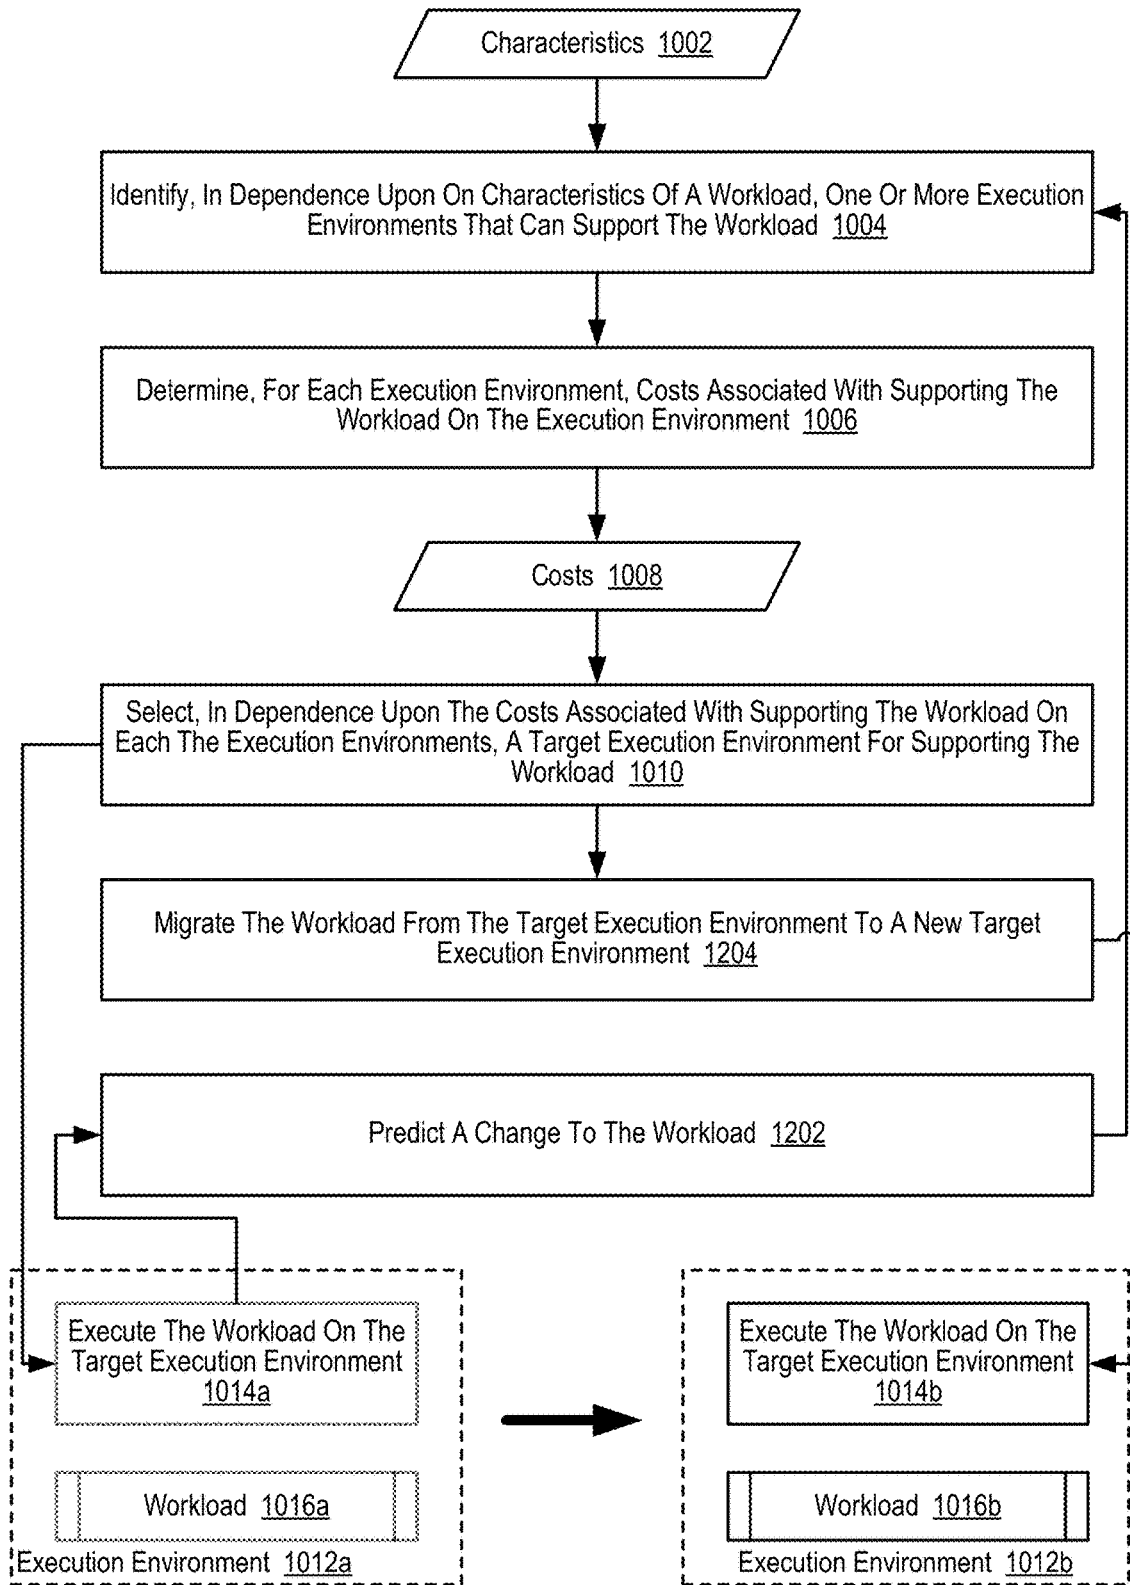 Characteristics 1002
Identify, In Dependence Upon On Characteristics Of A Workload, One Or More Execution
Environments That Can Support The Workload 1004
Determine, For Each Execution Environment, Costs Associated With Supporting The
Workload On The Execution Environment 1006
Costs 1008
Select, In Dependence Upon The Costs Associated With Supporting The Workload On
Each The Execution Environments, A Target Execution Environment For Supporting The
Workload 1010
Migrate The Workload From The Target Execution Environment To A New Target
Execution Environment 1204
Predict A Change To The Workload 1202
Execute The Workload On The
Target Execution Environment
1014a
Workload 1016a
Execution Environment 1012a
Execute The Workload On The
Target Execution Environment
1014b
Workload 1016b
Execution Environment 1012b